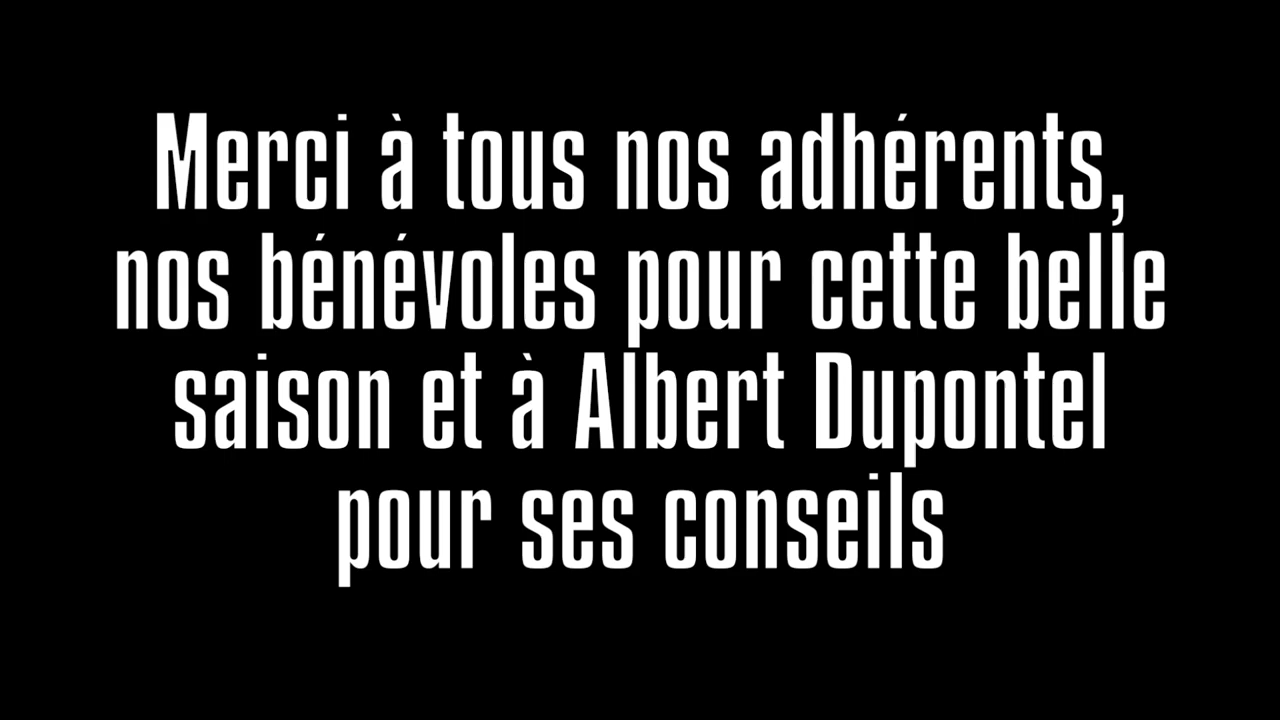 Merci à tous nos adhérents,
nos bénévoles pour cette belle
saison et à Albert Dupontel
pour ses conseils